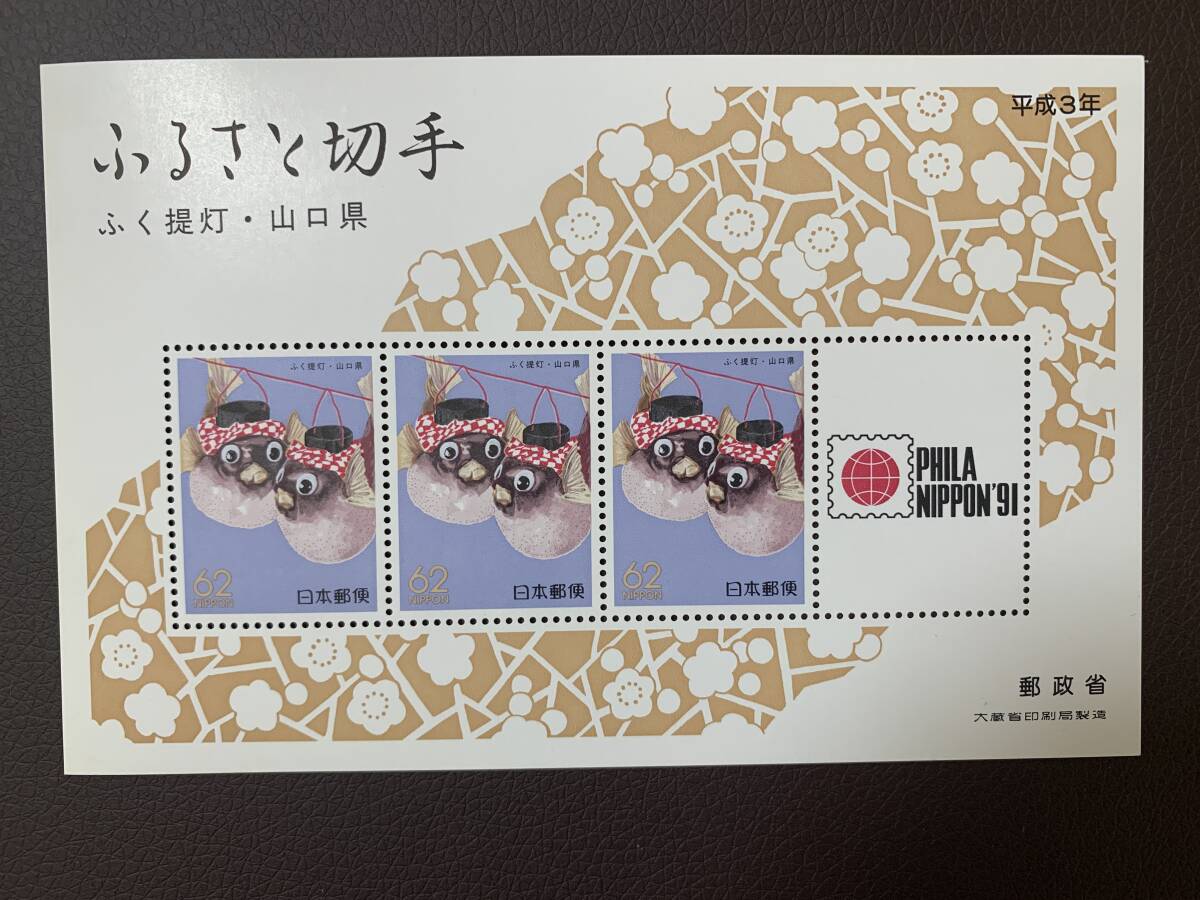 平成3年
ふるさと切手
ふく提灯・山口県
ふく提灯・山口県
62
NIPPON
日本郵便
ふく提灯・山口県
62
NIPPON
日本郵便
ふく提灯・山口県
62
NIPPON
日本郵便
PHILA
NIPPON'91
郵政省
大蔵省印刷局製造